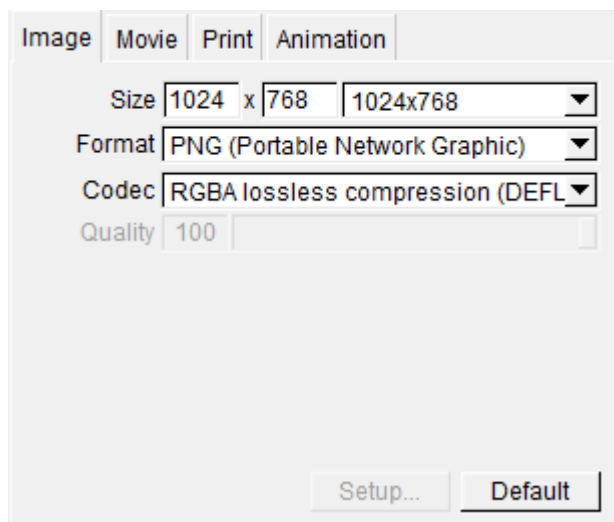 Image Movie Print Animation
Size 1024 x 768 1024x768
Format PNG (Portable Network Graphic)
Codec RGBA lossless compression (DEFL
Quality 100
Setup... Default